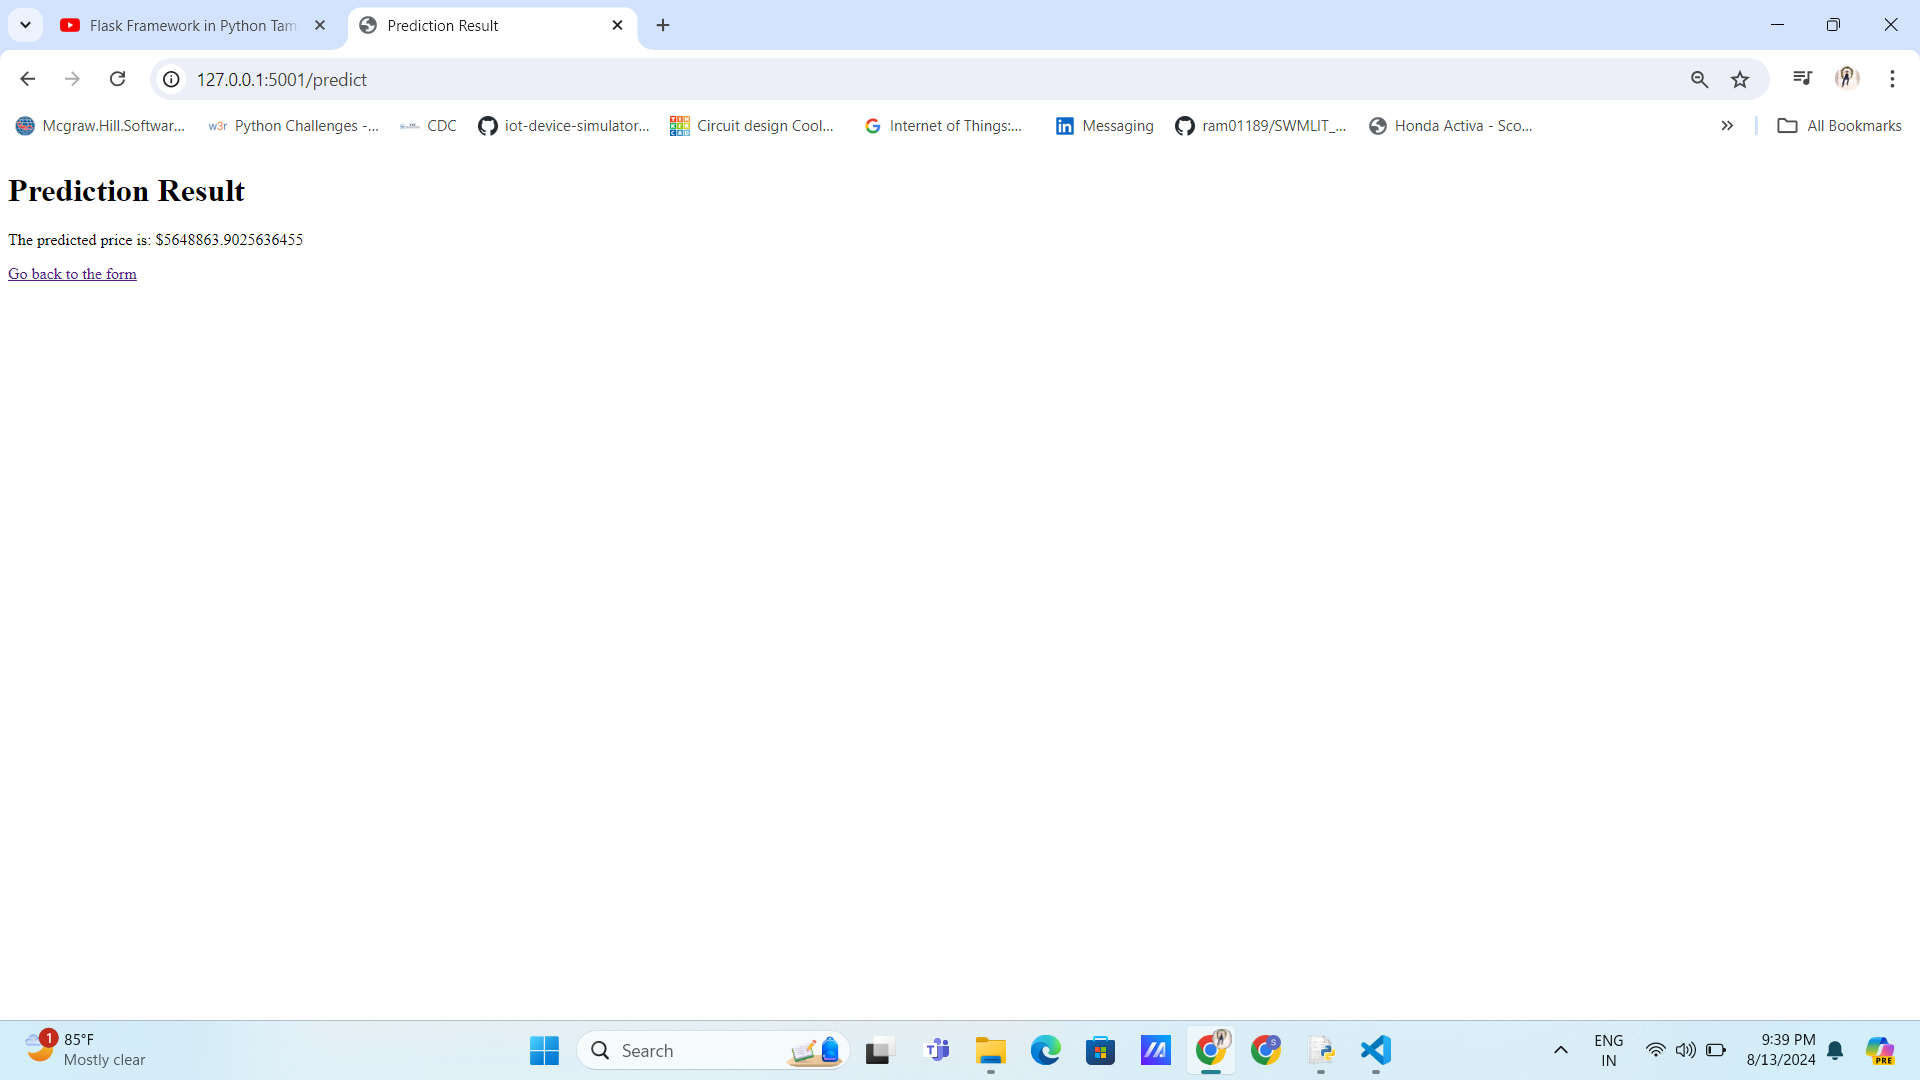 Flask Framework in Python Tam
Prediction Result
127.0.0.1:5001/predict
Mcgraw.Hill.Softwar...
w3r Python Challenges -...
CDC
iot-device-simulator...
Circuit design Cool...
Internet of Things:...
Messaging
ram01189/SWMLIT_...
Honda Activa - Sco...
All Bookmarks
Prediction Result
The predicted price is: $5648863.9025636455
Go back to the form
1
85°F
Mostly clear
Search
ENG
IN
9:39 PM
8/13/2024
PRE